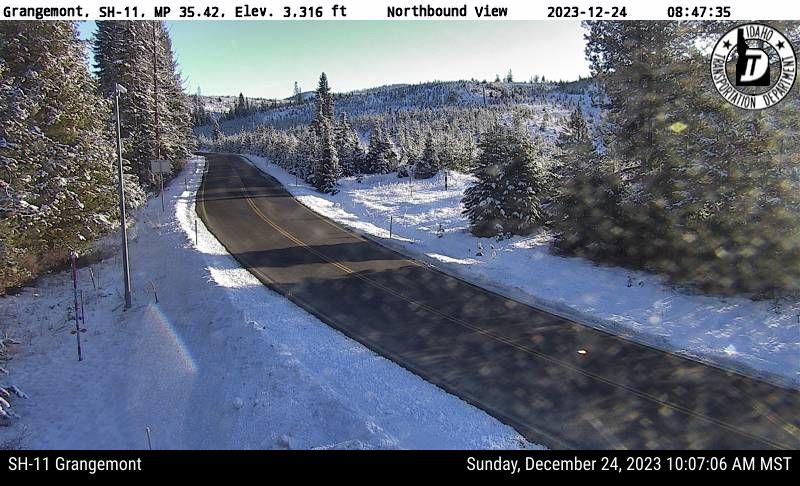 Grangemont, SH-11, MP 35.42, Elev. 3,316 ft Northbound View 2023-12-24 08:47:35
IDAHO
TRANSPORTATION DEPARTMENT
SH-11 Grangemont Sunday, December 24, 2023 10:07:06 AM MST